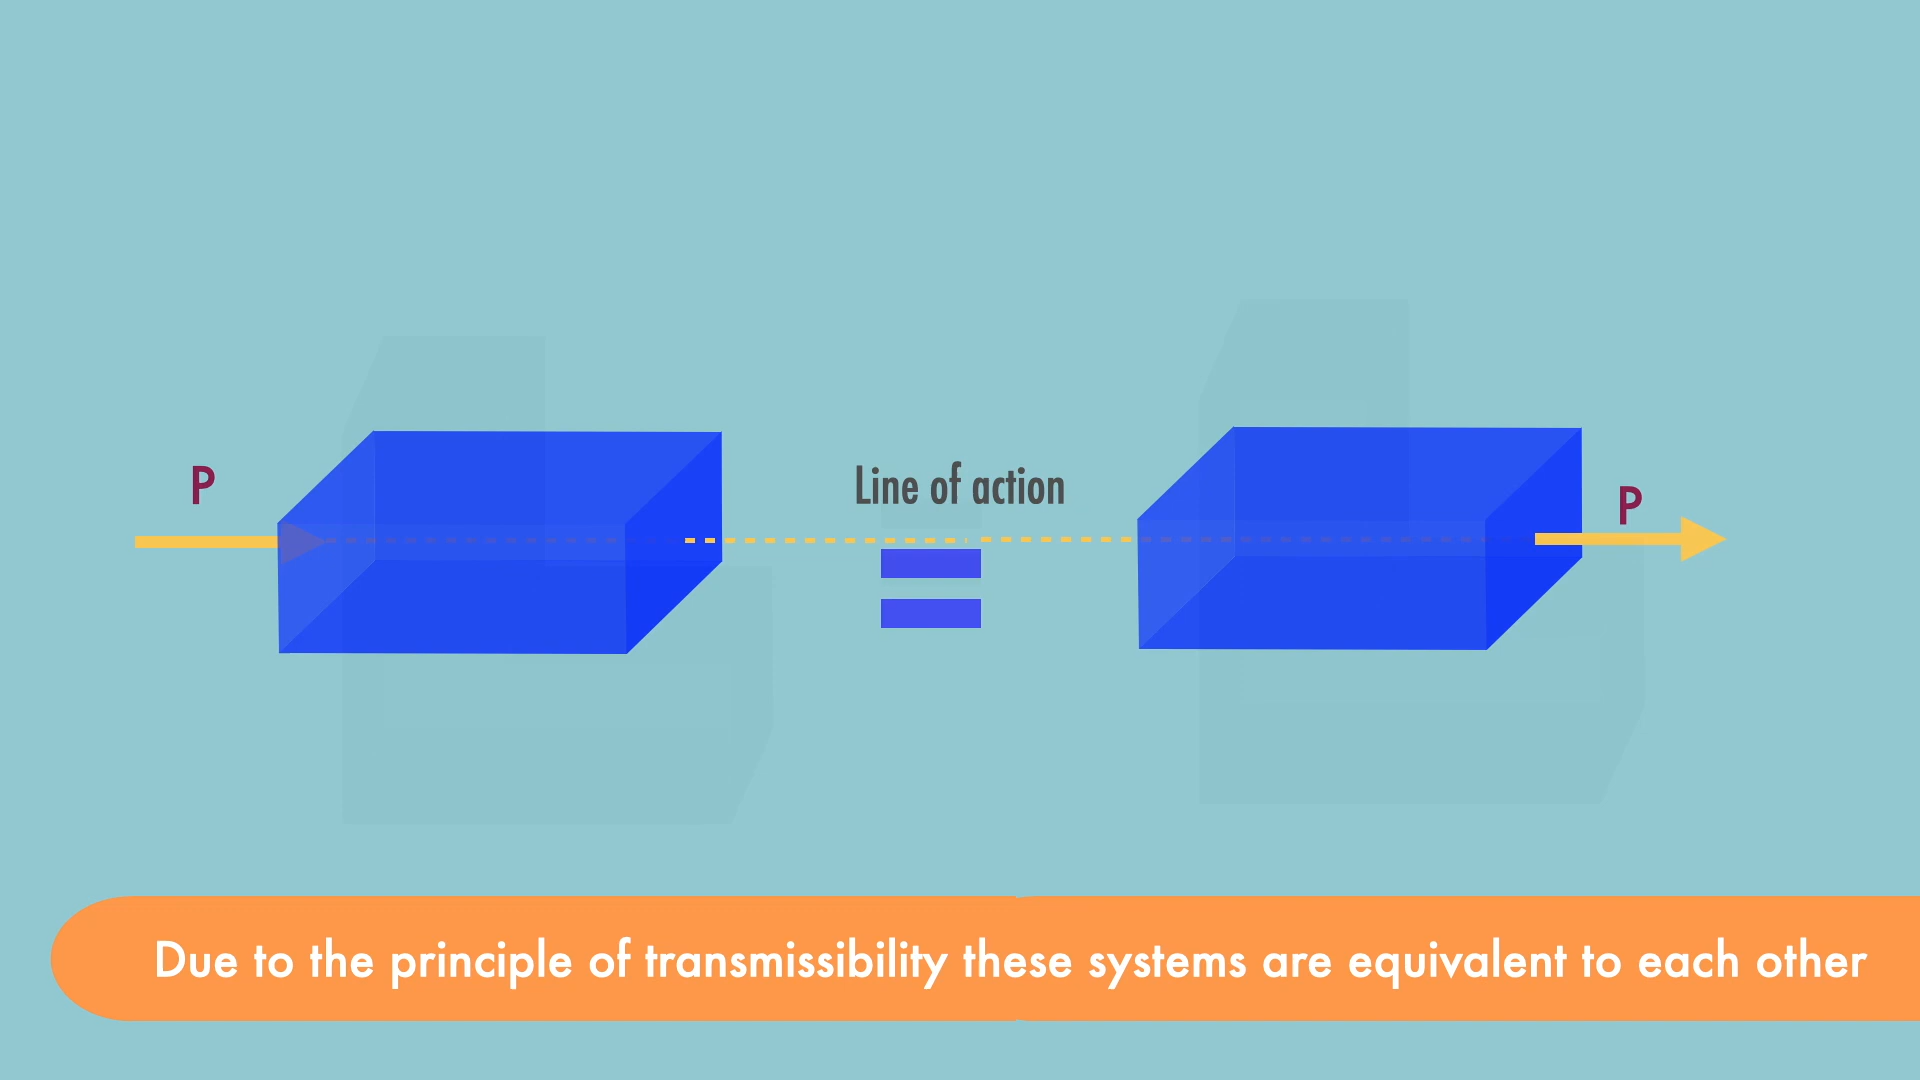 P
Line of action
P
Due to the principle of transmissibility these systems are equivalent to each other